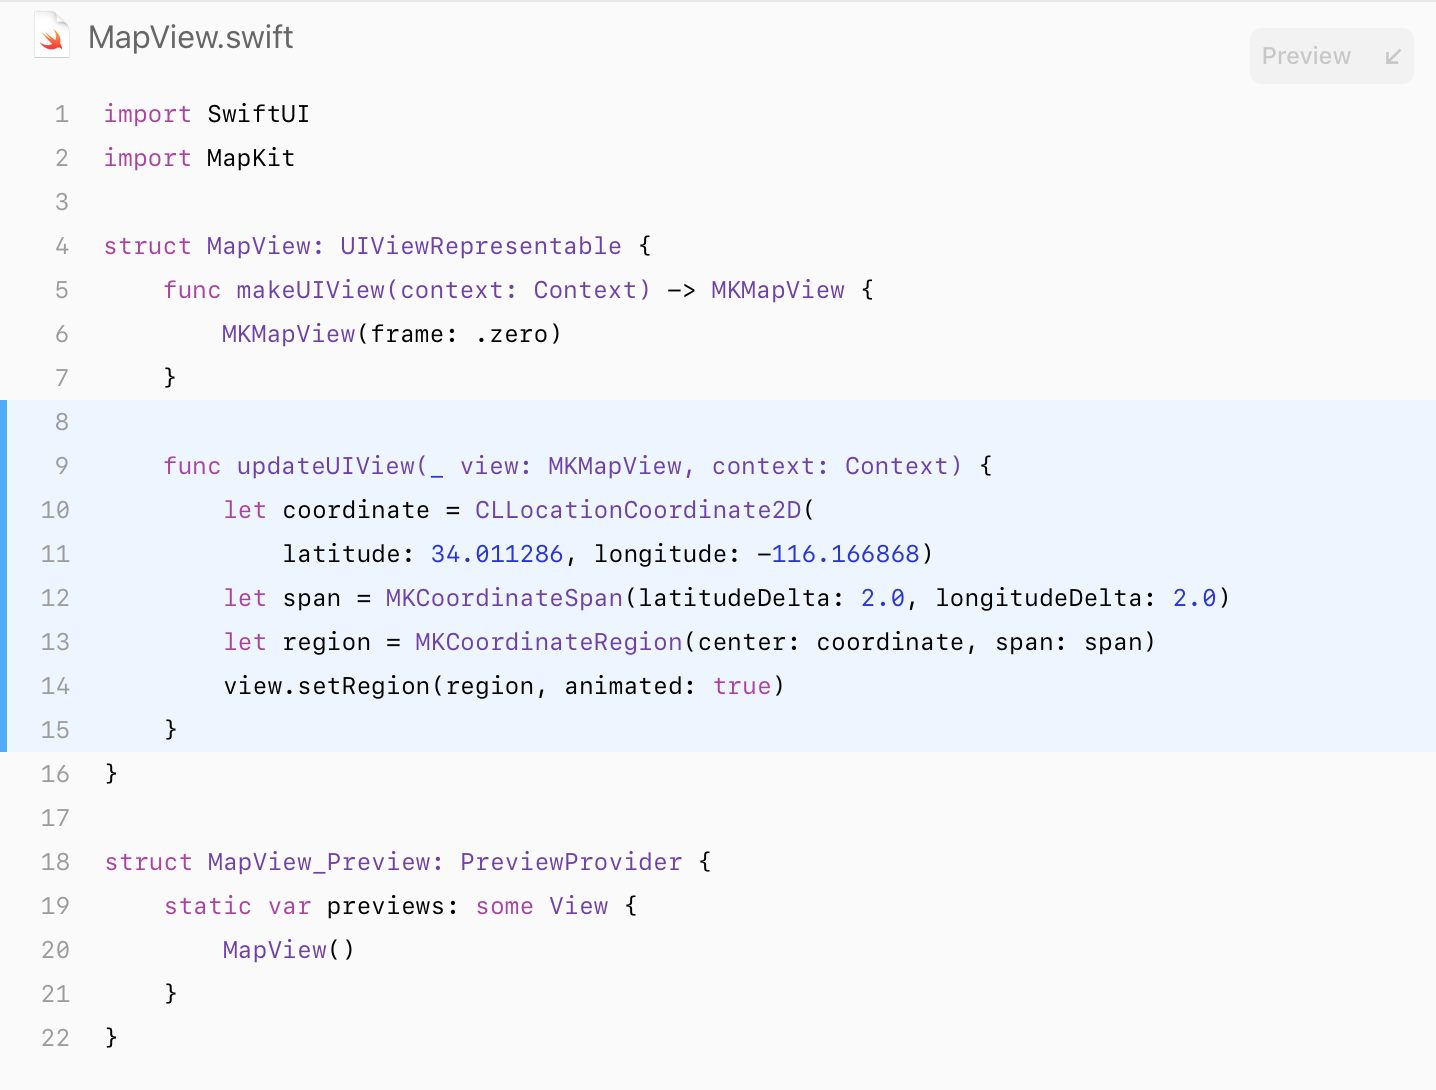 MapView.swift
Preview
1 import SwiftUI
2 import MapKit
3
4 struct MapView: UIViewRepresentable {
5     func makeUIView(context: Context) -> MKMapView {
6         MKMapView(frame: .zero)
7     }
8
9     func updateUIView(_ view: MKMapView, context: Context) {
10         let coordinate = CLLocationCoordinate2D(
11             latitude: 34.011286, longitude: -116.166868)
12         let span = MKCoordinateSpan(latitudeDelta: 2.0, longitudeDelta: 2.0)
13         let region = MKCoordinateRegion(center: coordinate, span: span)
14         view.setRegion(region, animated: true)
15     }
16 }
17
18 struct MapView_Preview: PreviewProvider {
19     static var previews: some View {
20         MapView()
21     }
22 }